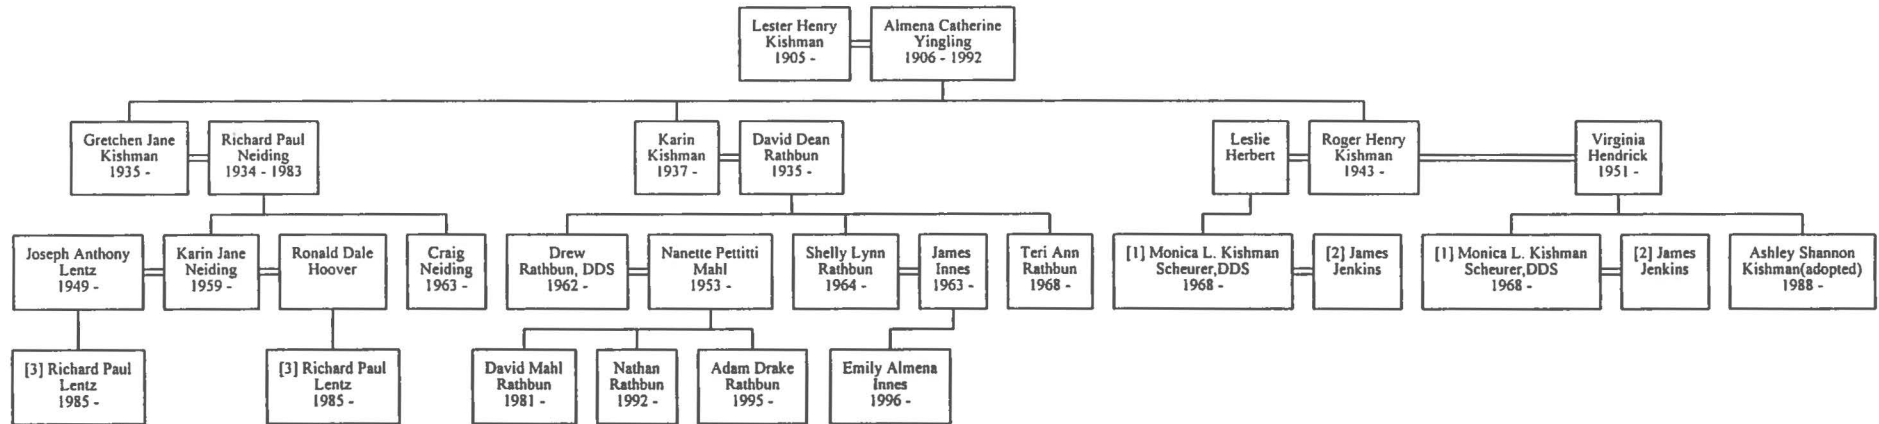 Lester Henry
Kishman
1905 -
Almena Catherine
Yingling
1906 - 1992
Gretchen Jane
Kishman
1935 -
Richard Paul
Neiding
1934 - 1983
Karin
Kishman
1937 -
David Dean
Rathbun
1935 -
Leslie
Herbert
Roger Henry
Kishman
1943 -
Virginia
Hendrick
1951 -
Joseph Anthony
Lentz
1949 -
Karin Jane
Neiding
1959 -
Ronald Dale
Hoover
Craig
Neiding
1963 -
Drew
Rathbun, DDS
1962 -
Nanette Pettitti
Mahl
1953 -
Shelly Lynn
Rathbun
1964 -
James
Innes
1963 -
Teri Ann
Rathbun
1968 -
[1] Monica L. Kishman
Scheurer,DDS
1968 -
[2] James
Jenkins
[1] Monica L. Kishman
Scheurer,DDS
1968 -
[2] James
Jenkins
Ashley Shannon
Kishman(adopted)
1988 -
[3] Richard Paul
Lentz
1985 -
[3] Richard Paul
Lentz
1985 -
David Mahl
Rathbun
1981 -
Nathan
Rathbun
1992 -
Adam Drake
Rathbun
1995 -
Emily Almena
Innes
1996 -